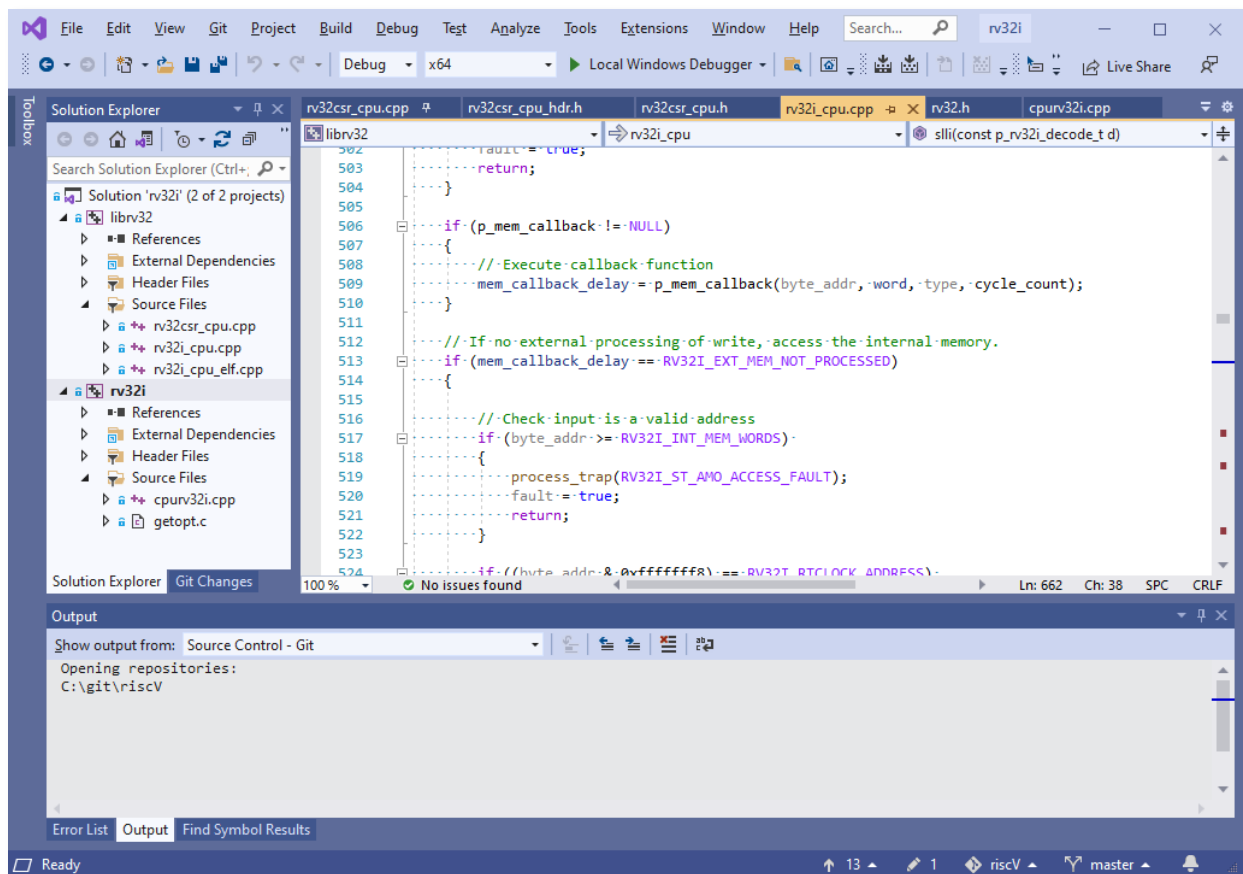 File Edit View Git Project Build Debug Test Analyze Tools Extensions Window Help Search... rv32i
Debug x64 Local Windows Debugger Live Share
Toolbox
Solution Explorer
Search Solution Explorer (Ctrl+;
Solution 'rv32i' (2 of 2 projects)
librv32
References
External Dependencies
Header Files
Source Files
rv32csr_cpu.cpp
rv32i_cpu.cpp
rv32i_cpu_elf.cpp
rv32i
References
External Dependencies
Header Files
Source Files
cpurv32i.cpp
getopt.c
Solution Explorer Git Changes
rv32csr_cpu.cpp rv32csr_cpu_hdr.h rv32csr_cpu.h rv32i_cpu.cpp rv32.h cpurv32i.cpp
librv32 rv32i_cpu slli(const p_rv32i_decode_t d)
502 fault = true;
503 return;
504 }
505
506 if (p_mem_callback != NULL)
507 {
508 // Execute callback function
509 mem_callback_delay = p_mem_callback(byte_addr, word, type, cycle_count);
510 }
511
512 // If no external processing of write, access the internal memory.
513 if (mem_callback_delay == RV32I_EXT_MEM_NOT_PROCESSED)
514 {
515
516 // Check input is a valid address
517 if (byte_addr >= RV32I_INT_MEM_WORDS)
518 {
519 process_trap(RV32I_ST_AMO_ACCESS_FAULT);
520 fault = true;
521 return;
522 }
523
524 if ((byte_addr & 0xfffffff8) == RV32I_RTCLOCK_ADDRESS)
100 % No issues found Ln: 662 Ch: 38 SPC CRLF
Output
Show output from: Source Control - Git
Opening repositories:
C:\git\riscV
Error List Output Find Symbol Results
Ready 13 1 riscV master